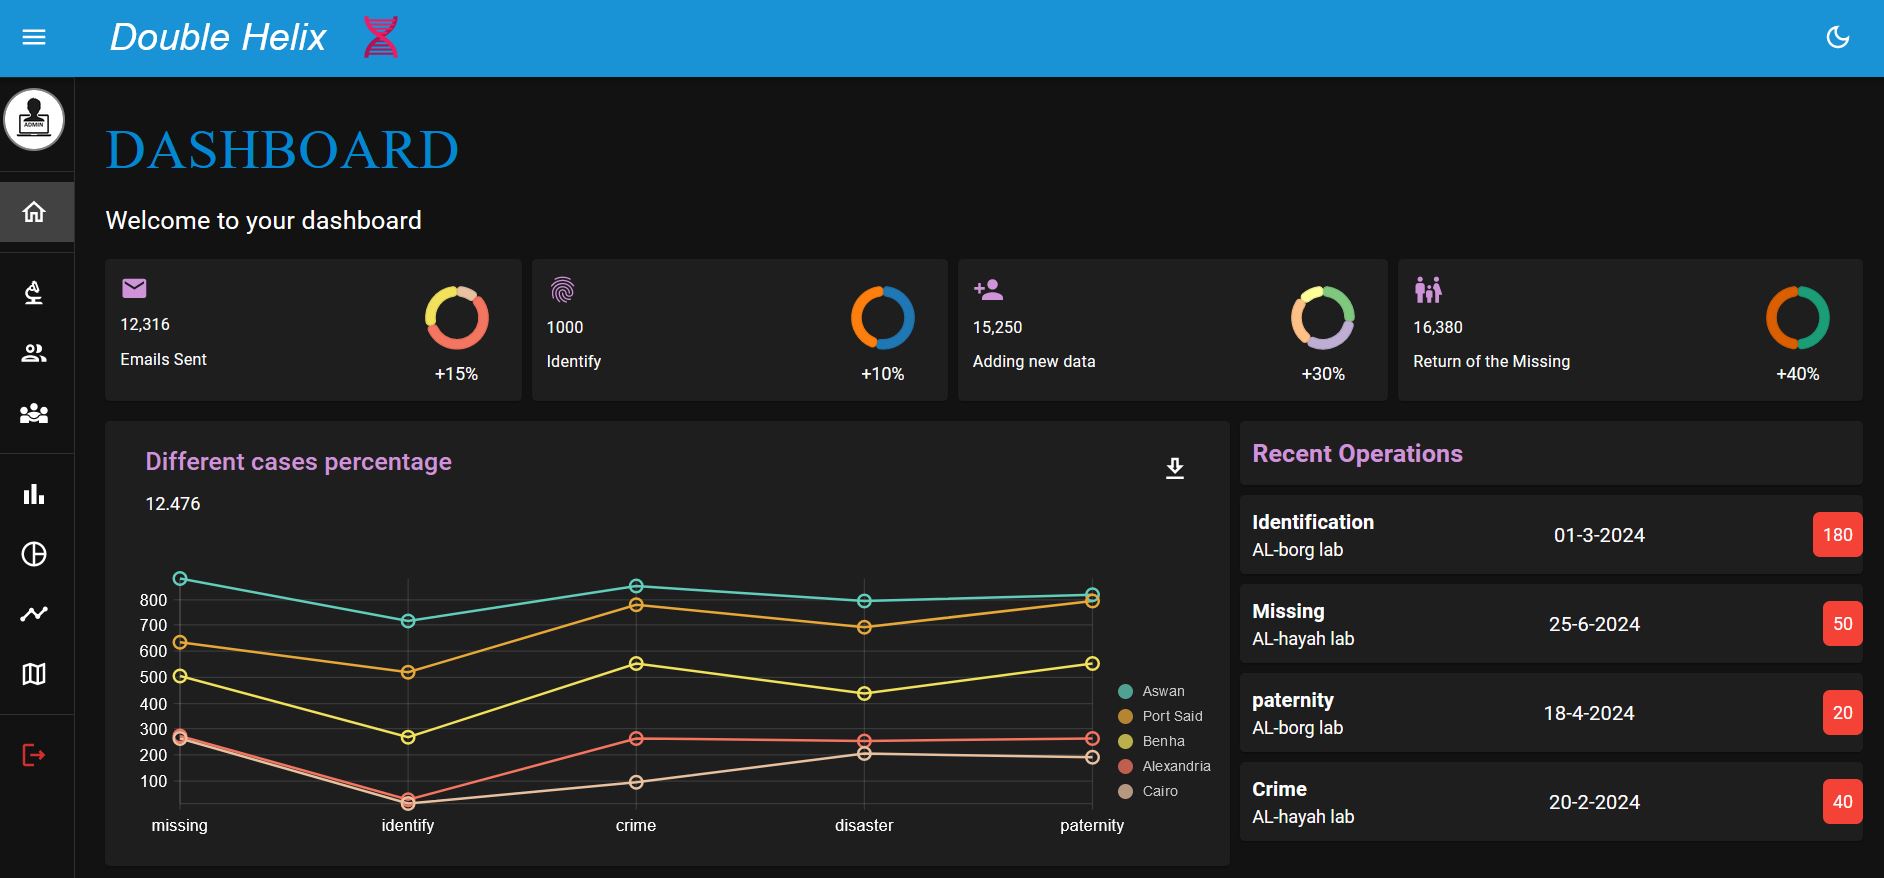 Double Helix
ADMIN
DASHBOARD
Welcome to your dashboard
12,316
Emails Sent
+15%
1000
Identify
+10%
15,250
Adding new data
+30%
16,380
Return of the Missing
+40%
Different cases percentage
12.476
800
700
600
500
400
300
200
100
missing
identify
crime
disaster
paternity
Aswan
Port Said
Benha
Alexandria
Cairo
Recent Operations
Identification
AL-borg lab
01-3-2024
180
Missing
AL-hayah lab
25-6-2024
50
paternity
AL-borg lab
18-4-2024
20
Crime
AL-hayah lab
20-2-2024
40